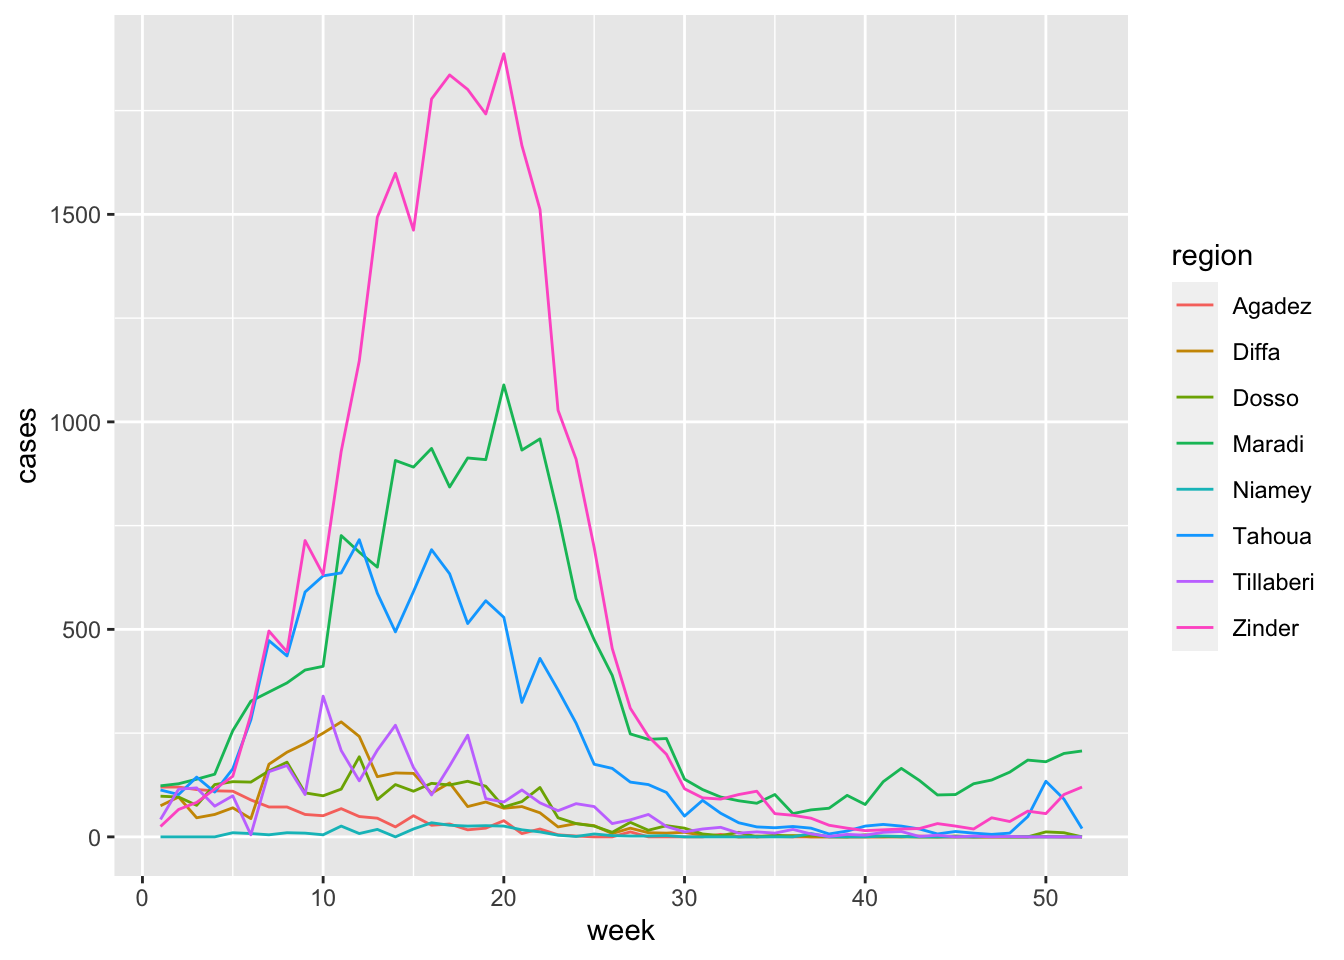 1500
1000
500
0
cases
0 10 20 30 40 50
week
region
Agadez
Diffa
Dosso
Maradi
Niamey
Tahoua
Tillaberi
Zinder